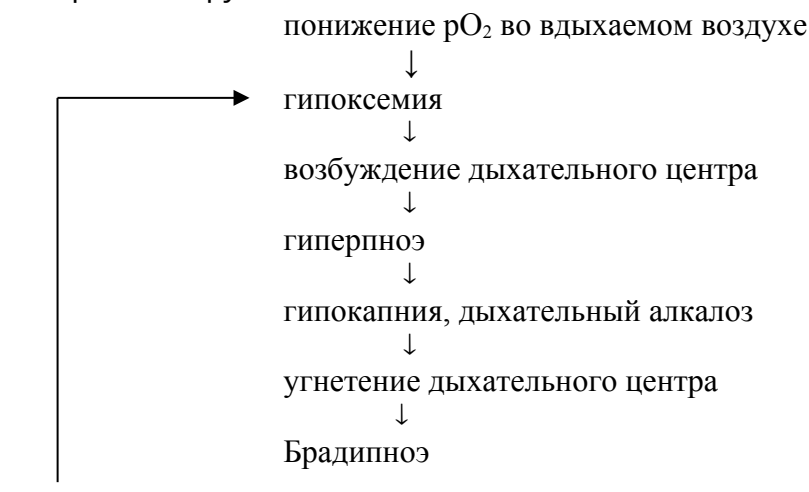 понижение pO₂ во вдыхаемом воздухе
↓
гипоксемия
↓
возбуждение дыхательного центра
↓
гиперпноэ
↓
гипокапния, дыхательный алкалоз
↓
угнетение дыхательного центра
↓
Брадипноэ